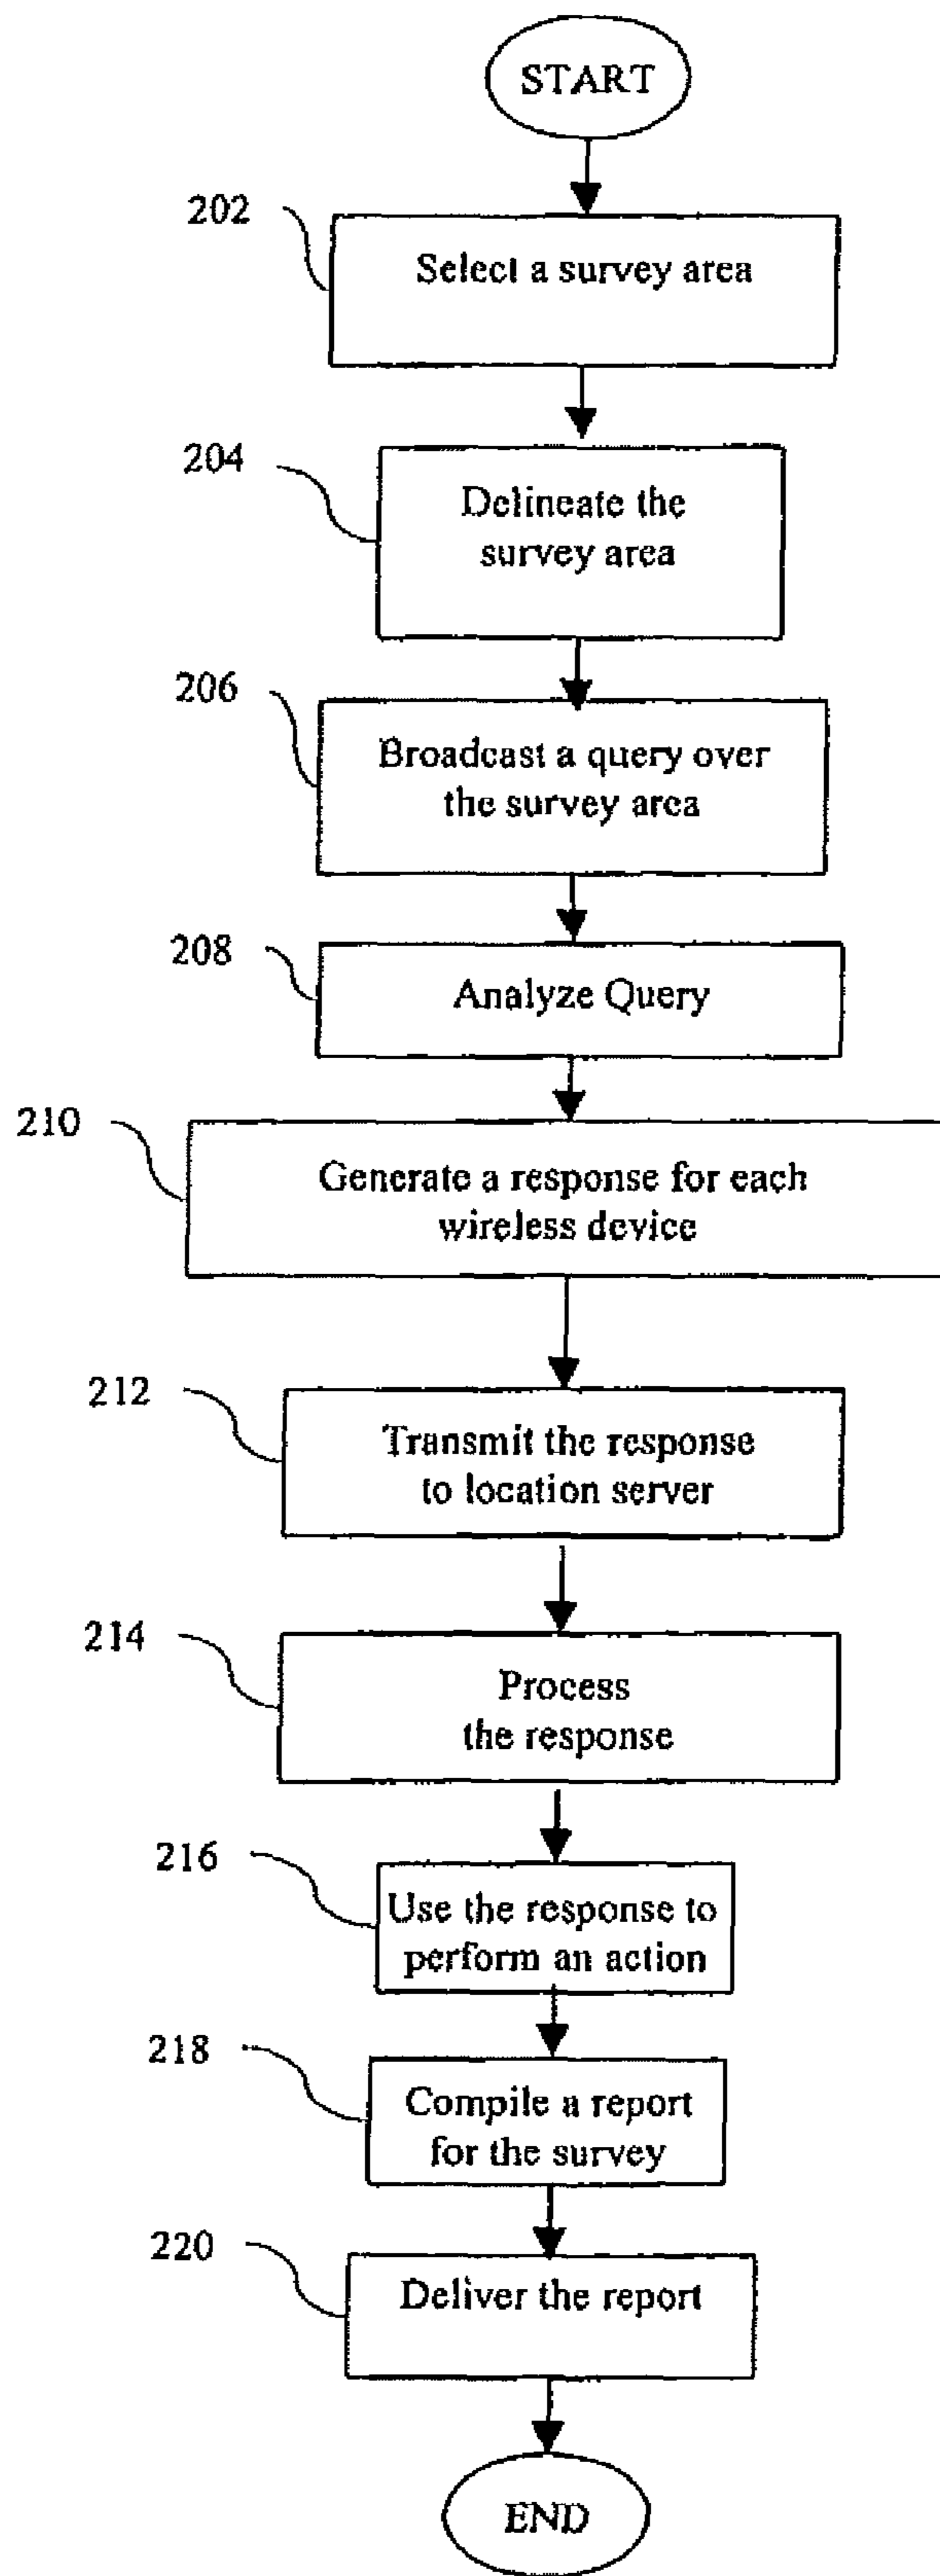 START
202
Select a survey area
204
Delineate the
survey area
206
Broadcast a query over
the survey area
208
Analyze Query
210
Generate a response for each
wireless device
212
Transmit the response
to location server
214
Process
the response
216
Use the response to
perform an action
218
Compile a report
for the survey
220
Deliver the report
END